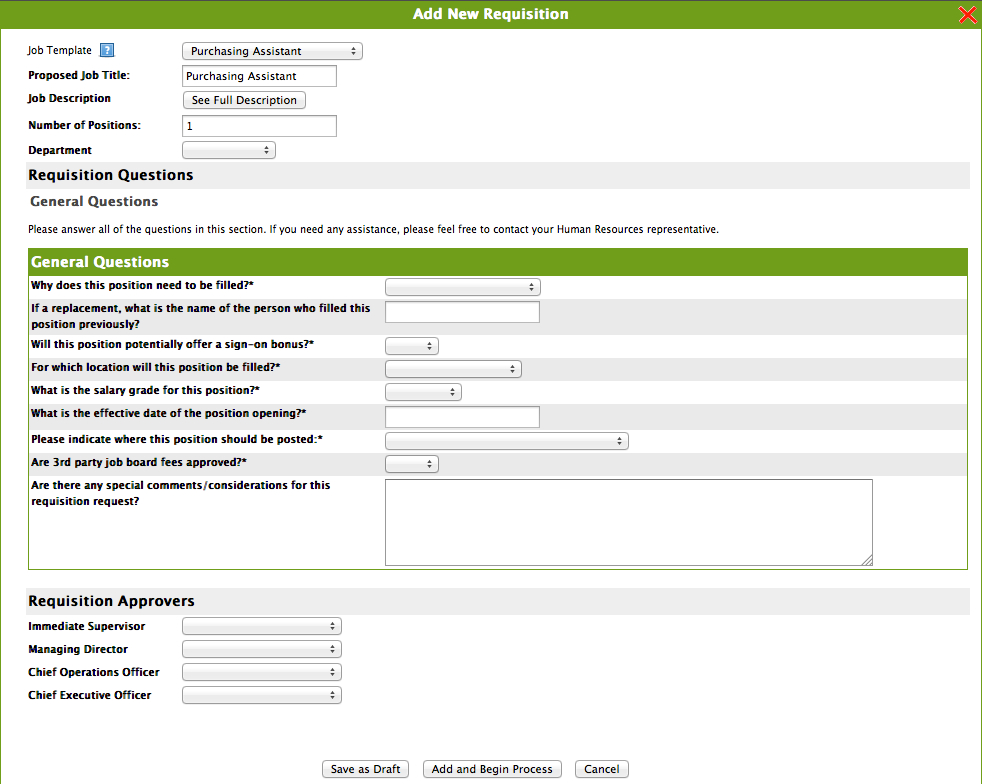 Add New Requisition
Job Template ? Purchasing Assistant
Proposed Job Title: Purchasing Assistant
Job Description See Full Description
Number of Positions: 1
Department
Requisition Questions
General Questions
Please answer all of the questions in this section. If you need any assistance, please feel free to contact your Human Resources representative.
General Questions
Why does this position need to be filled?*
If a replacement, what is the name of the person who filled this
position previously?
Will this position potentially offer a sign-on bonus?*
For which location will this position be filled?*
What is the salary grade for this position?*
What is the effective date of the position opening?*
Please indicate where this position should be posted:*
Are 3rd party job board fees approved?*
Are there any special comments/considerations for this
requisition request?
Requisition Approvers
Immediate Supervisor
Managing Director
Chief Operations Officer
Chief Executive Officer
Save as Draft Add and Begin Process Cancel